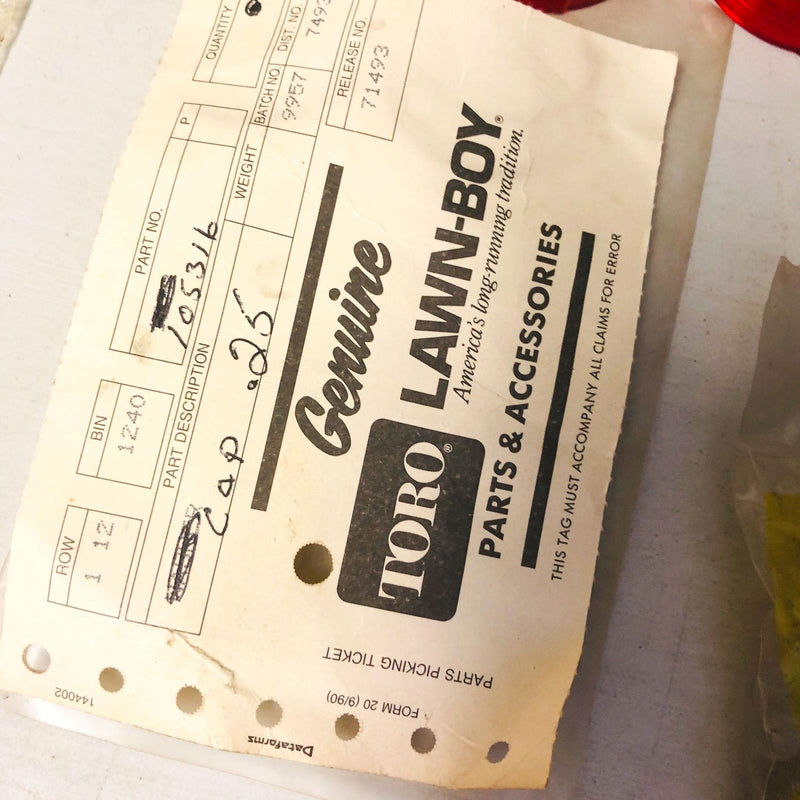 ROW
1 12
BIN
1240
PART NO.
105316
P
QUANTITY
PART DESCRIPTION
Cap .25
WEIGHT
BATCH NO
9957
DIST. NO.
749
RELEASE NO.
71493
Genuine
TORO® LAWN-BOY®
America's long-running tradition.
PARTS & ACCESSORIES
THIS TAG MUST ACCOMPANY ALL CLAIMS FOR ERROR
PARTS PICKING TICKET
FORM 20 (9/90)
Datafarms
144002